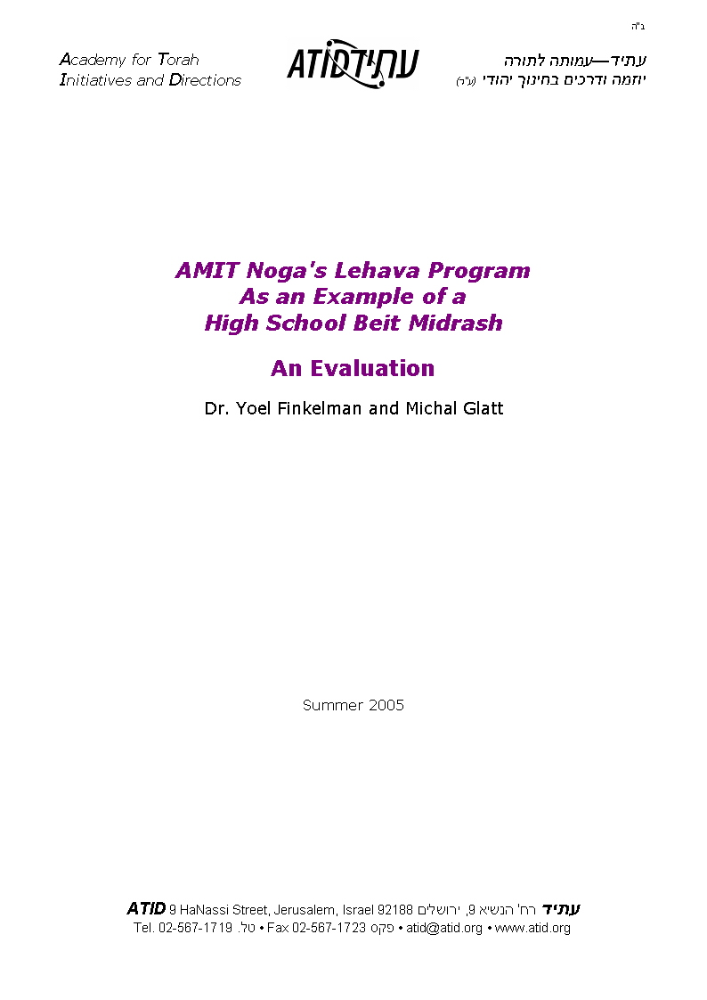 ב"ה
Academy for Torah
Initiatives and Directions
ATIDעתיד
עתיד—עמותה לתורה
יוזמה ודרכים בחינוך יהודי (ע"ר)
AMIT Noga's Lehava Program
As an Example of a
High School Beit Midrash
An Evaluation
Dr. Yoel Finkelman and Michal Glatt
Summer 2005
ATID 9 HaNassi Street, Jerusalem, Israel 92188 עתיד רח' הנשיא 9, ירושלים
Tel. 02-567-1719 טל. • Fax 02-567-1723 פקס • atid@atid.org • www.atid.org